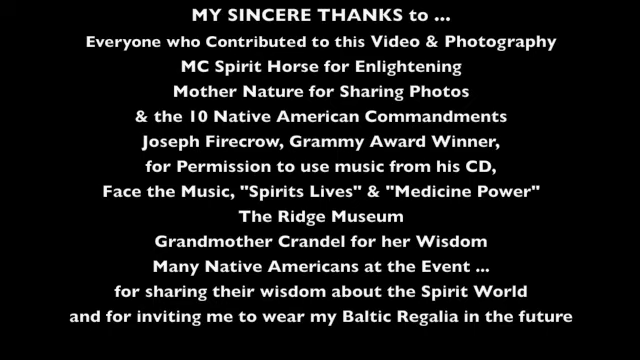 MY SINCERE THANKS to ...
Everyone who Contributed to this Video & Photography
MC Spirit Horse for Enlightening
Mother Nature for Sharing Photos
& the 10 Native American Commandments
Joseph Firecrow, Grammy Award Winner,
for Permission to use music from his CD,
Face the Music, "Spirits Lives" & "Medicine Power"
The Ridge Museum
Grandmother Crandel for her Wisdom
Many Native Americans at the Event ...
for sharing their wisdom about the Spirit World
and for inviting me to wear my Baltic Regalia in the future